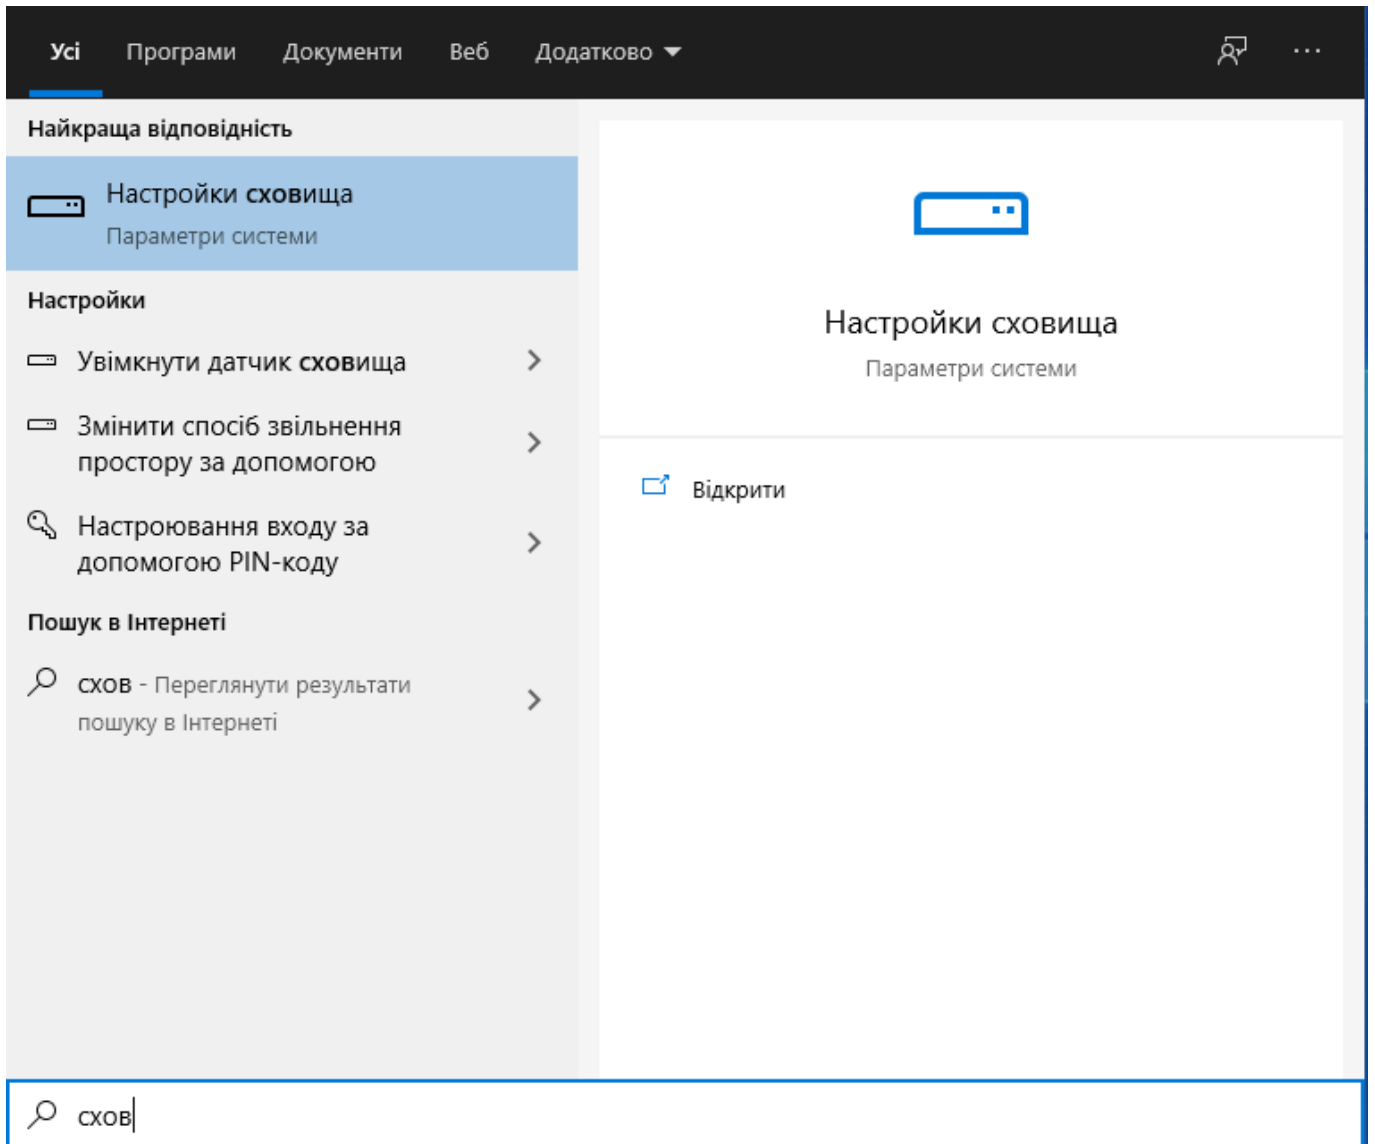 Усі Програми Документи Веб Додатково
Найкраща відповідність
Настройки сховища
Параметри системи
Настройки
Увімкнути датчик сховища
Змінити спосіб звільнення
простору за допомогою
Настроювання входу за
допомогою PIN-коду
Пошук в Інтернеті
схов - Переглянути результати
пошуку в Інтернеті
Настройки сховища
Параметри системи
Відкрити
схов